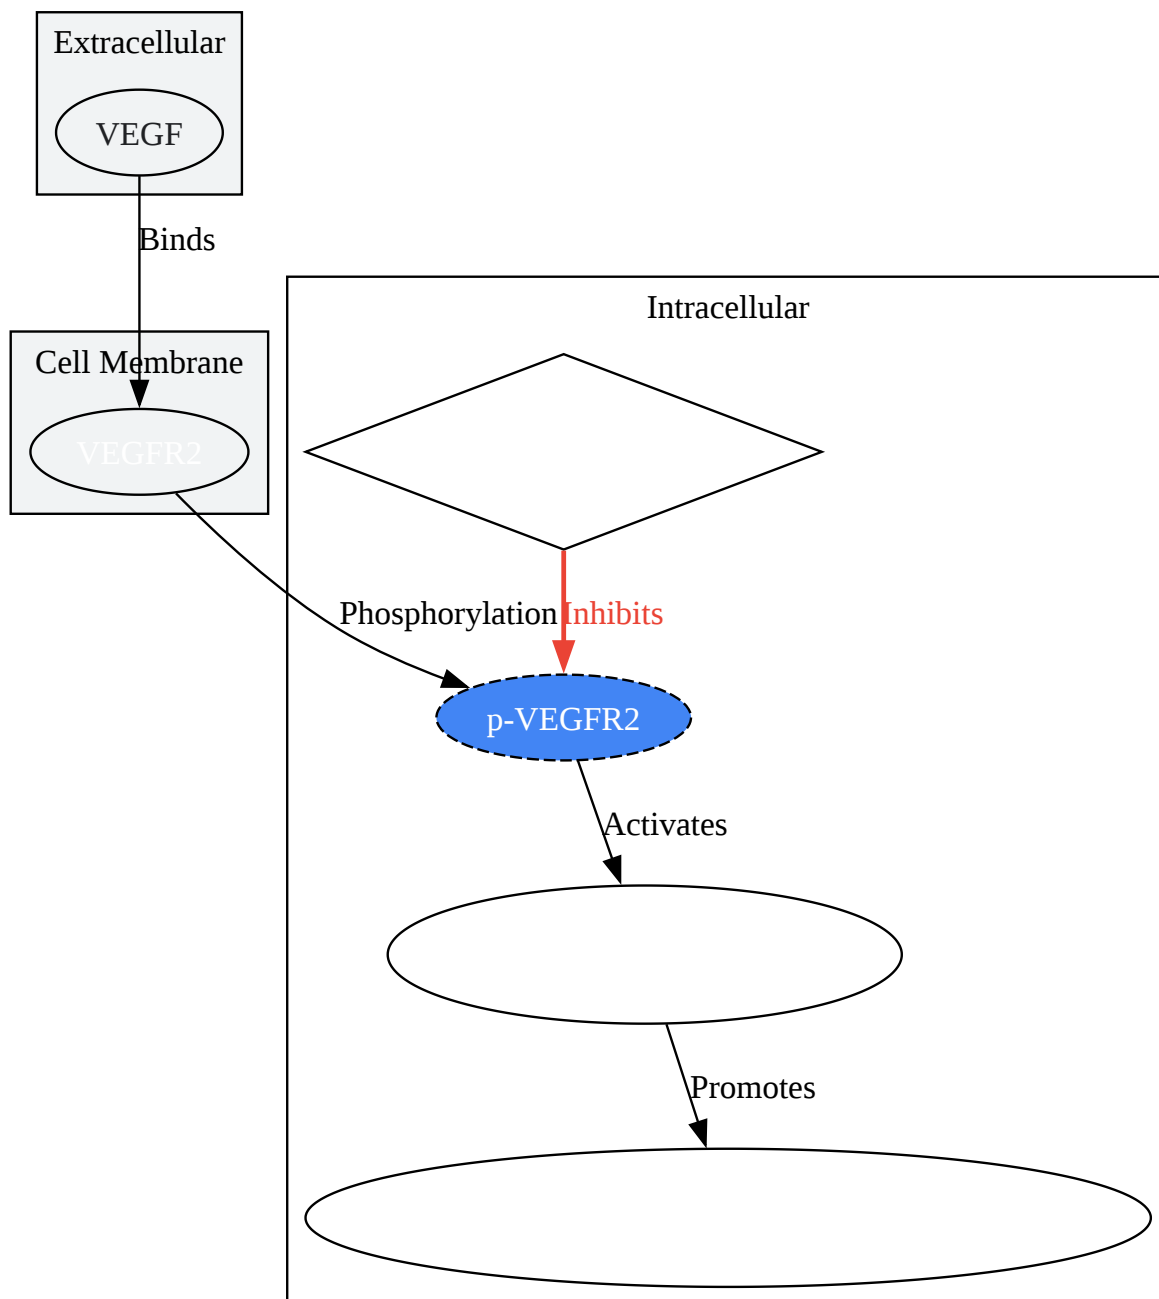 Extracellular
VEGF
Binds
Cell Membrane
VEGFR2
Intracellular
Phosphorylation
Inhibits
p-VEGFR2
Activates
Promotes